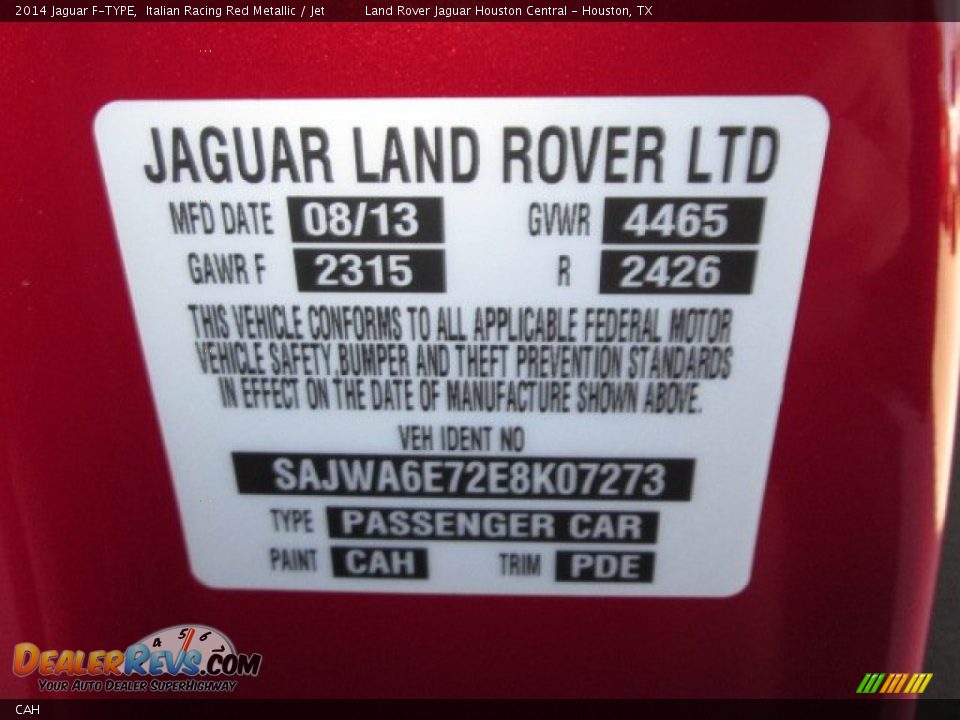 2014 Jaguar F-TYPE, Italian Racing Red Metallic / Jet Land Rover Jaguar Houston Central - Houston, TX
JAGUAR LAND ROVER LTD
MFD DATE 08/13 GVWR 4465
GAWR F 2315 R 2426
THIS VEHICLE CONFORMS TO ALL APPLICABLE FEDERAL MOTOR
VEHICLE SAFETY,BUMPER AND THEFT PREVENTION STANDARDS
IN EFFECT ON THE DATE OF MANUFACTURE SHOWN ABOVE.
VEH IDENT NO
SAJWA6E72E8K07273
TYPE PASSENGER CAR
PAINT CAH TRIM PDE
4 5 6
DEALERREVS.COM
YOUR AUTO DEALER SUPERHIGHWAY
CAH